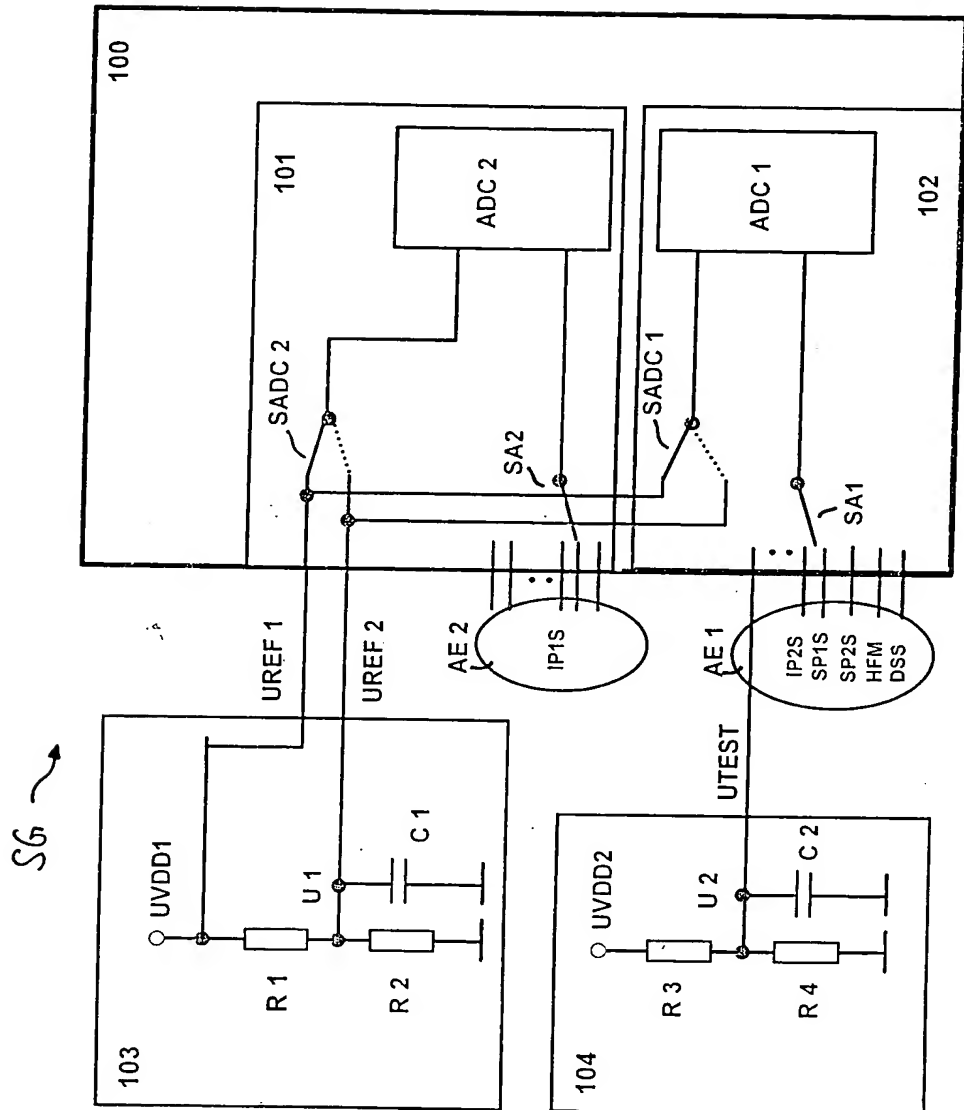 SG
100
101
ADC 2
SADC 2
SA2
102
ADC 1
SADC 1
SA1
UREF 1
UREF 2
AE 2
IP1S
AE 1
IP2S
SP1S
SP2S
HFM
DSS
UTEST
103
UVDD1
R 1
R 2
U 1
C 1
104
UVDD2
R 3
R 4
U 2
C 2